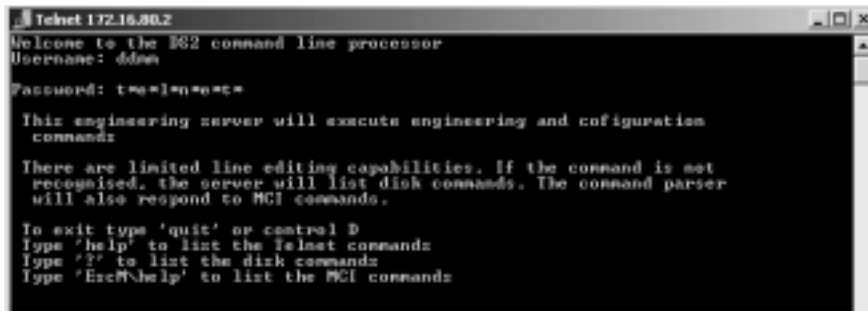 Telnet 172.16.80.2
Welcome to the DS2 command line processor
Username: ddmm
Password: t*e*l*n*e*t*
This engineering server will execute engineering and cofiguration
commands
There are limited line editing capabilities. If the command is not
recognised, the server will list disk commands. The command parser
will also respond to MCI commands.
To exit type 'quit' or control D
Type 'help' to list the Telnet commands
Type '?' to list the disk commands
Type 'EscM\help' to list the MCI commands